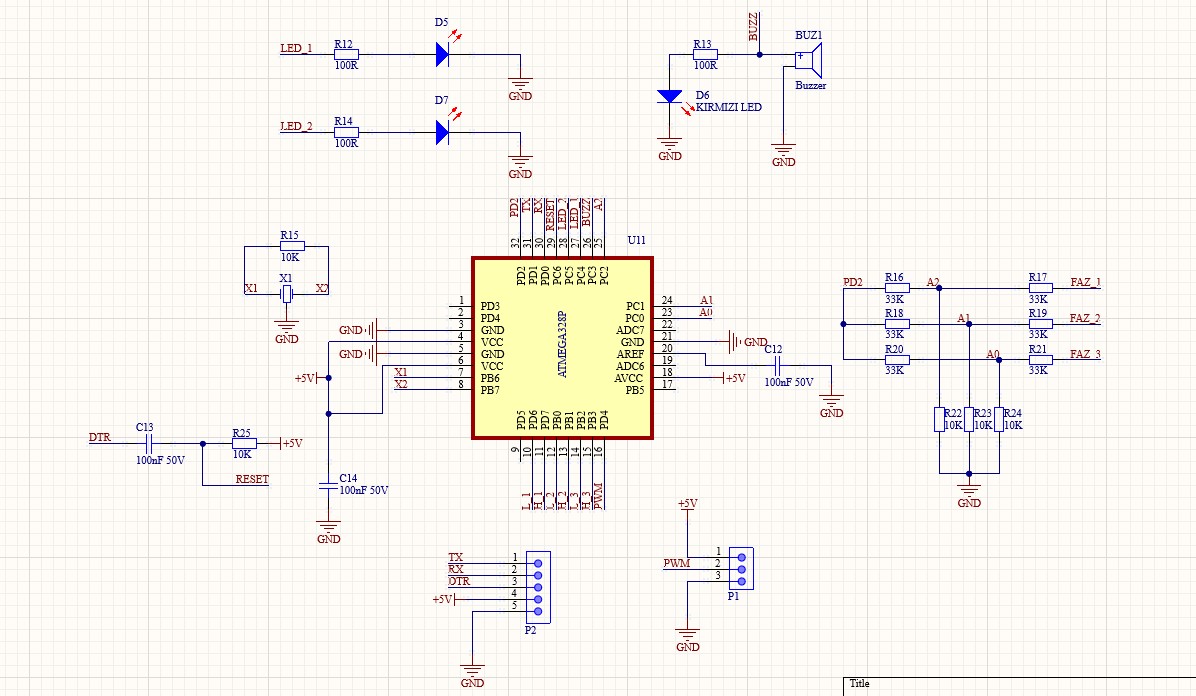 D5
LED_1
R12
100R
GND
D7
LED_2
R14
100R
GND
BUZZ
BUZ1
R13
100R
+
Buzzer
D6
KIRMIZI LED
GND
GND
PD2 TX RX RESET LED_2 LED_1 BUZZ A2
32 31 30 29 28 27 26 25
U11
PD2 PD1 PD0 PC6 PC5 PC4 PC3 PC2
R15
10K
X1
X1
X2
GND
1 PD3
2 PD4
GND 3 GND
4 VCC
GND 5 GND
6 VCC
X1 7 PB6
X2 8 PB7
+5V
ATMEGA328P
PC1 24 A1
PC0 23 A0
ADC7 22
GND 21 GND
AREF 20
ADC6 19
AVCC 18 +5V
PB5 17
C12
100nF 50V
GND
PD5 PD6 PD7 PB0 PB1 PB2 PB3 PD4
9 10 11 12 13 14 15 16
L_1 H_1 L_2 H_2 L_3 H_3 PWM
PD2 R16 A2 R17 FAZ_1
33K 33K
R18 A1 R19 FAZ_2
33K 33K
R20 A0 R21 FAZ_3
33K 33K
R22 R23 R24
10K 10K 10K
GND
DTR
C13
100nF 50V
R25
10K
+5V
RESET
C14
100nF 50V
GND
TX 1
RX 2
DTR 3
+5V 4
5
P2
GND
+5V
1
PWM 2
3
P1
GND
Title